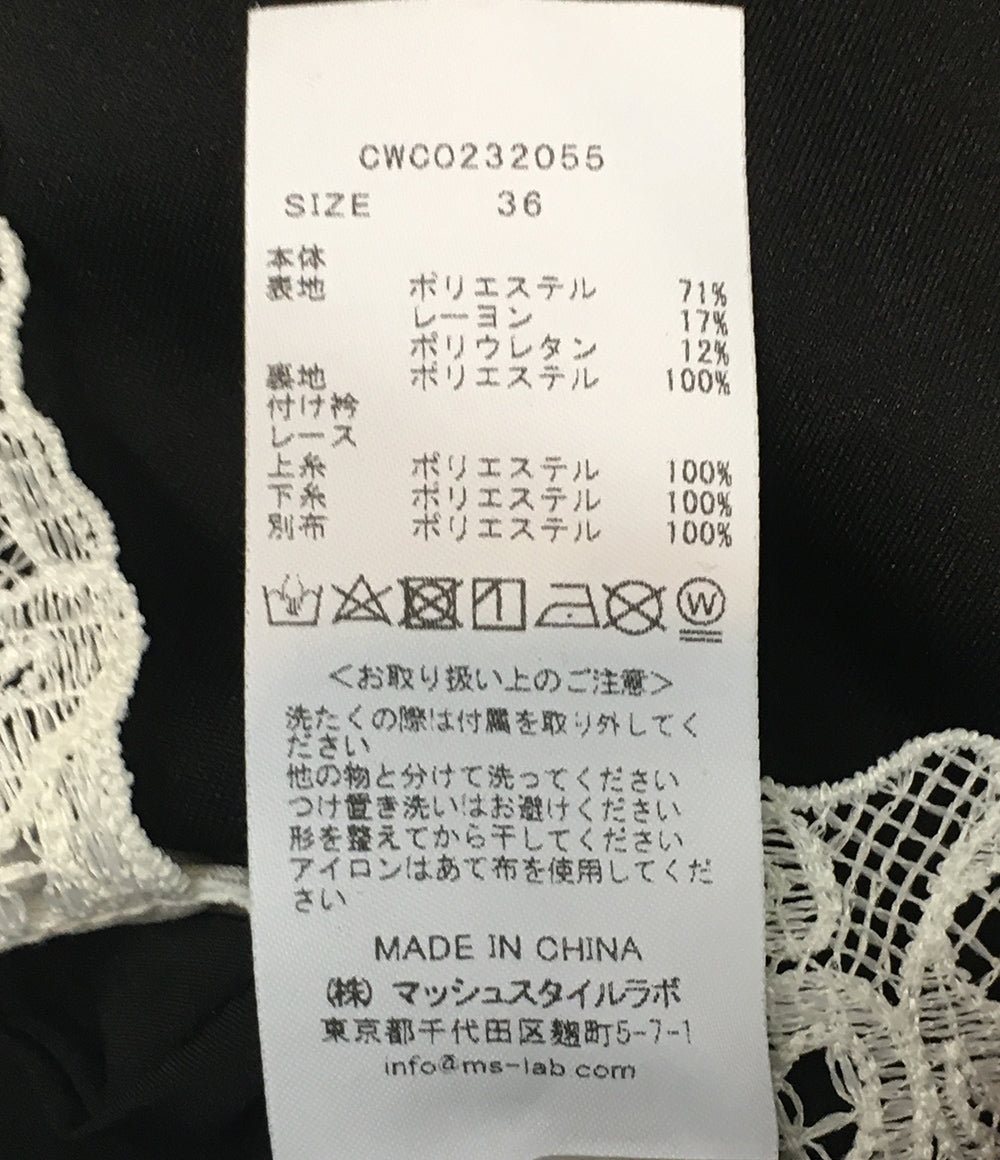 CWCO232055
SIZE 36
本体
表地 ポリエステル 71%
レーヨン 17%
ポリウレタン 12%
裏地 ポリエステル 100%
付け衿
レース
上糸 ポリエステル 100%
下糸 ポリエステル 100%
別布 ポリエステル 100%
W
<お取り扱い上のご注意>
洗たくの際は付属を取り外してく
ださい
他の物と分けて洗ってください
つけ置き洗いはお避けください
形を整えてから干してください
アイロンはあて布を使用してくだ
さい
MADE IN CHINA
(株) マッシュスタイルラボ
東京都千代田区麹町5-7-1
info@ms-lab.com